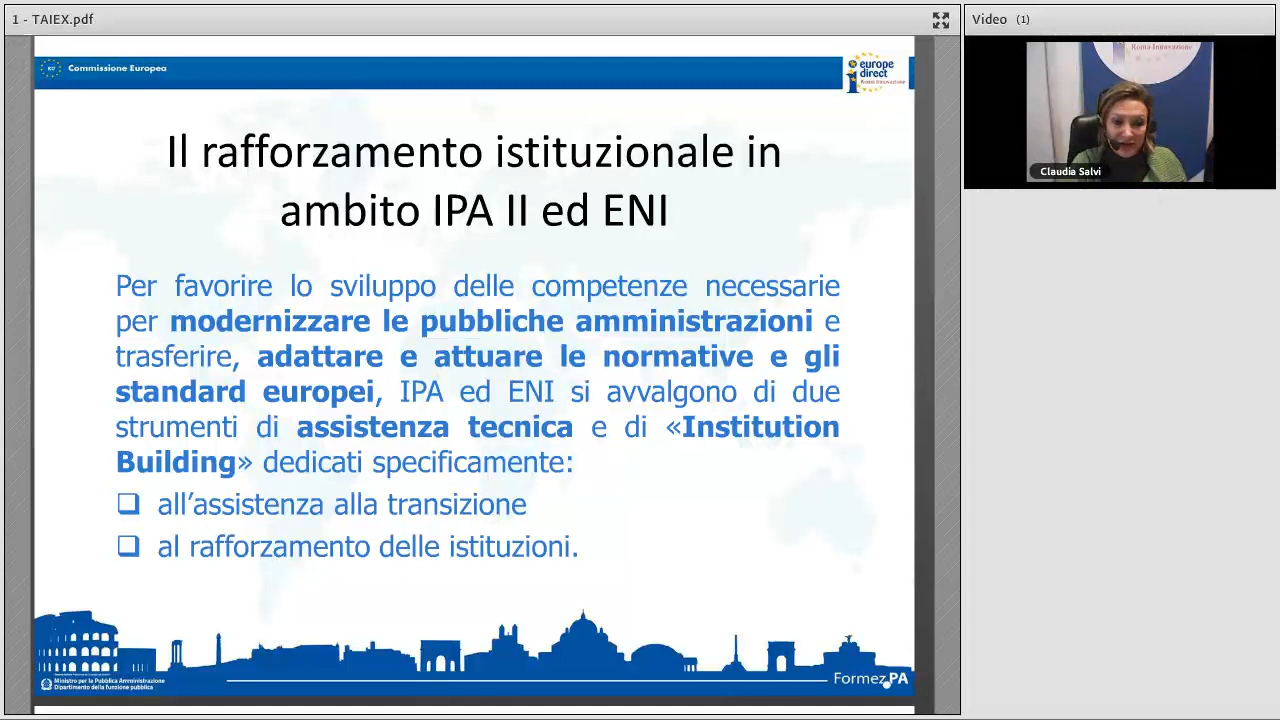 1 - TAIEX.pdf
Video (1)
Commissione Europea
europe
direct
Roma Innovazione
Roma Innovazione
Claudia Salvi
Il rafforzamento istituzionale in
ambito IPA II ed ENI
Per favorire lo sviluppo delle competenze necessarie
per modernizzare le pubbliche amministrazioni e
trasferire, adattare e attuare le normative e gli
standard europei, IPA ed ENI si avvalgono di due
strumenti di assistenza tecnica e di «Institution
Building» dedicati specificamente:
❑ all’assistenza alla transizione
❑ al rafforzamento delle istituzioni.
Ministro per la Pubblica Amministrazione
Dipartimento della funzione pubblica
FormezPA